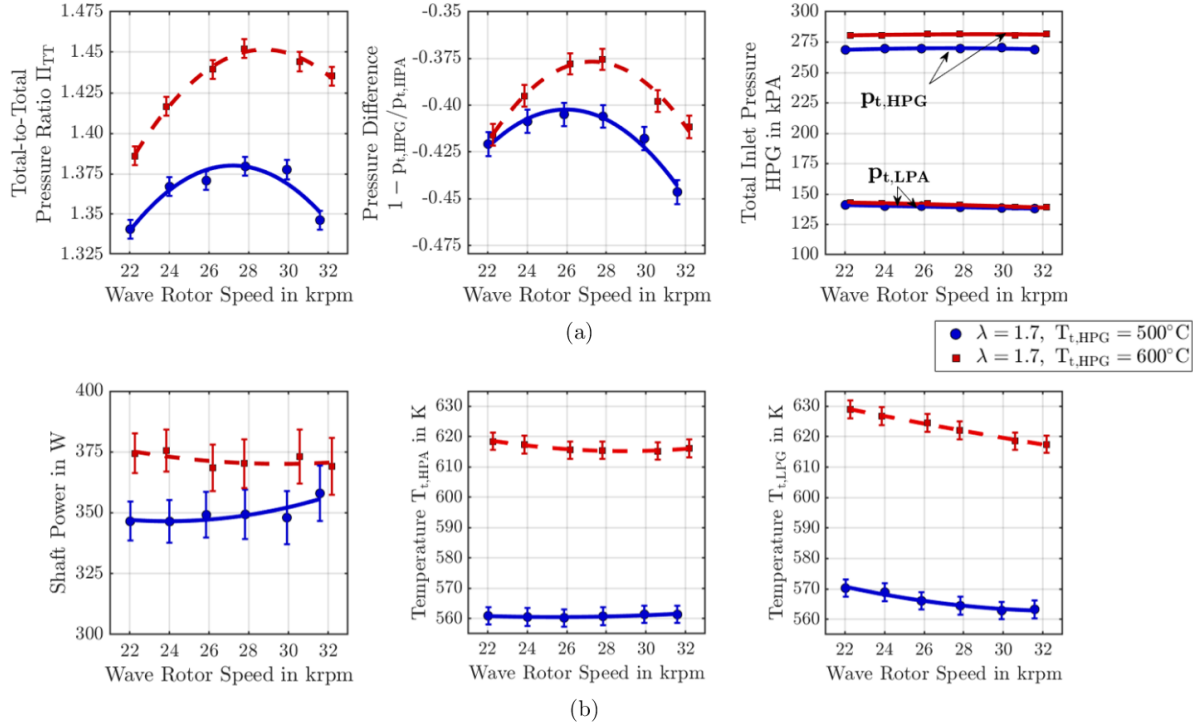 Total-to-Total
Pressure Ratio Π_TT
1.475
1.45
1.425
1.40
1.375
1.35
1.325
22 24 26 28 30 32
Wave Rotor Speed in krpm
Pressure Difference
1 − p_t,HPG/p_t,HPA
-0.35
-0.375
-0.40
-0.425
-0.45
-0.475
22 24 26 28 30 32
Wave Rotor Speed in krpm
Total Inlet Pressure
HPG in kPA
300
275
250
225
200
175
150
125
100
p_t,HPG
p_t,LPA
22 24 26 28 30 32
Wave Rotor Speed in krpm
(a)
λ = 1.7, T_t,HPG = 500°C
λ = 1.7, T_t,HPG = 600°C
Shaft Power in W
400
375
350
325
300
22 24 26 28 30 32
Wave Rotor Speed in krpm
Temperature T_t,HPA in K
630
620
610
600
590
580
570
560
22 24 26 28 30 32
Wave Rotor Speed in krpm
Temperature T_t,LPG in K
630
620
610
600
590
580
570
560
22 24 26 28 30 32
Wave Rotor Speed in krpm
(b)